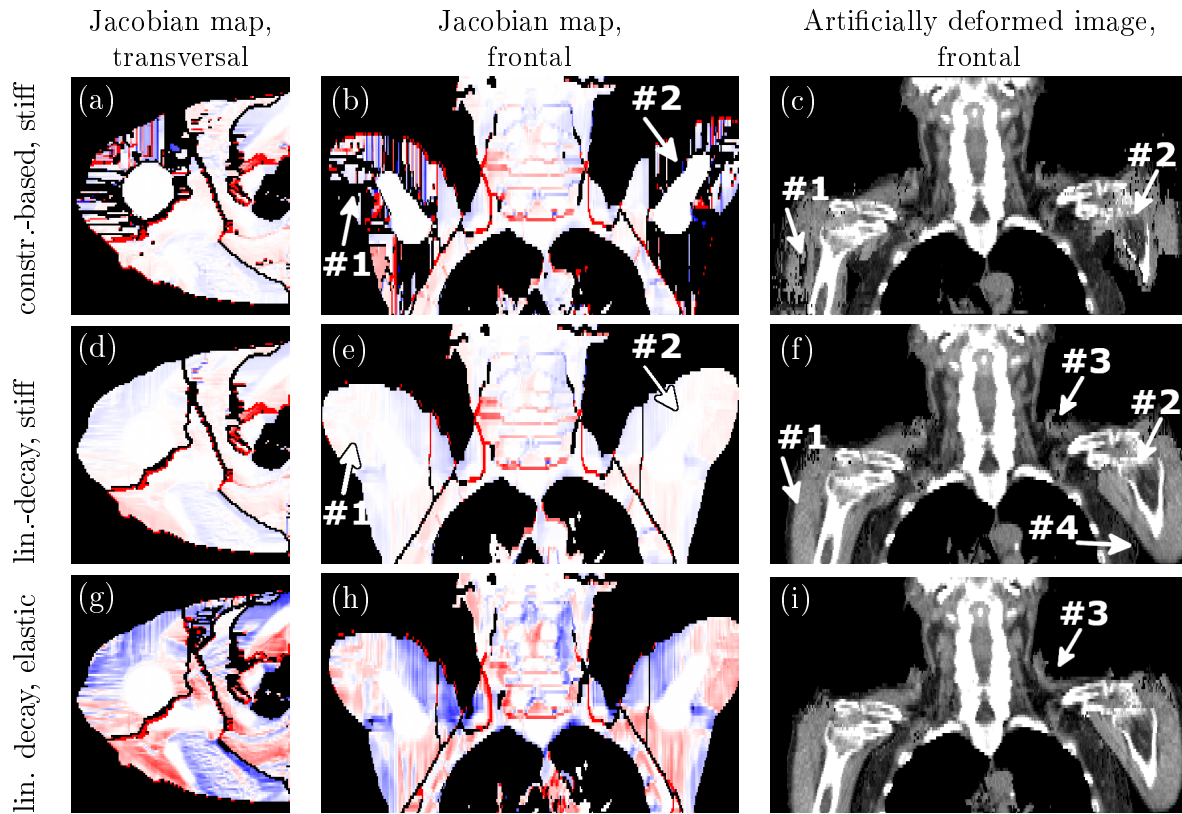 Jacobian map,
transversal
Jacobian map,
frontal
Artificially deformed image,
frontal
constr.-based, stiff
(a)
(b)
#2
#1
(c)
#2
#1
lin.-decay, stiff
(d)
(e)
#2
#1
(f)
#3
#2
#1
#4
lin. decay, elastic
(g)
(h)
(i)
#3